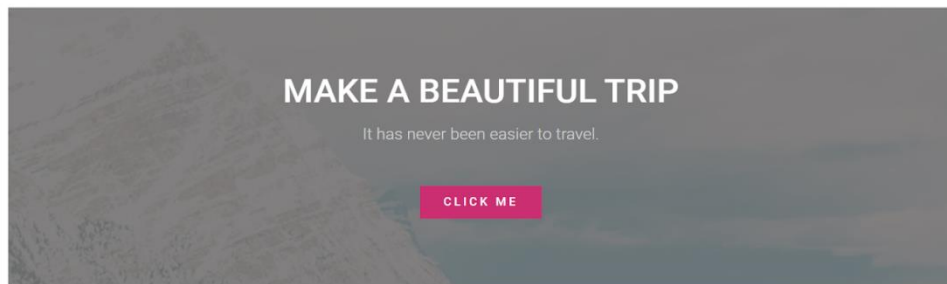 MAKE A BEAUTIFUL TRIP
It has never been easier to travel.
CLICK ME